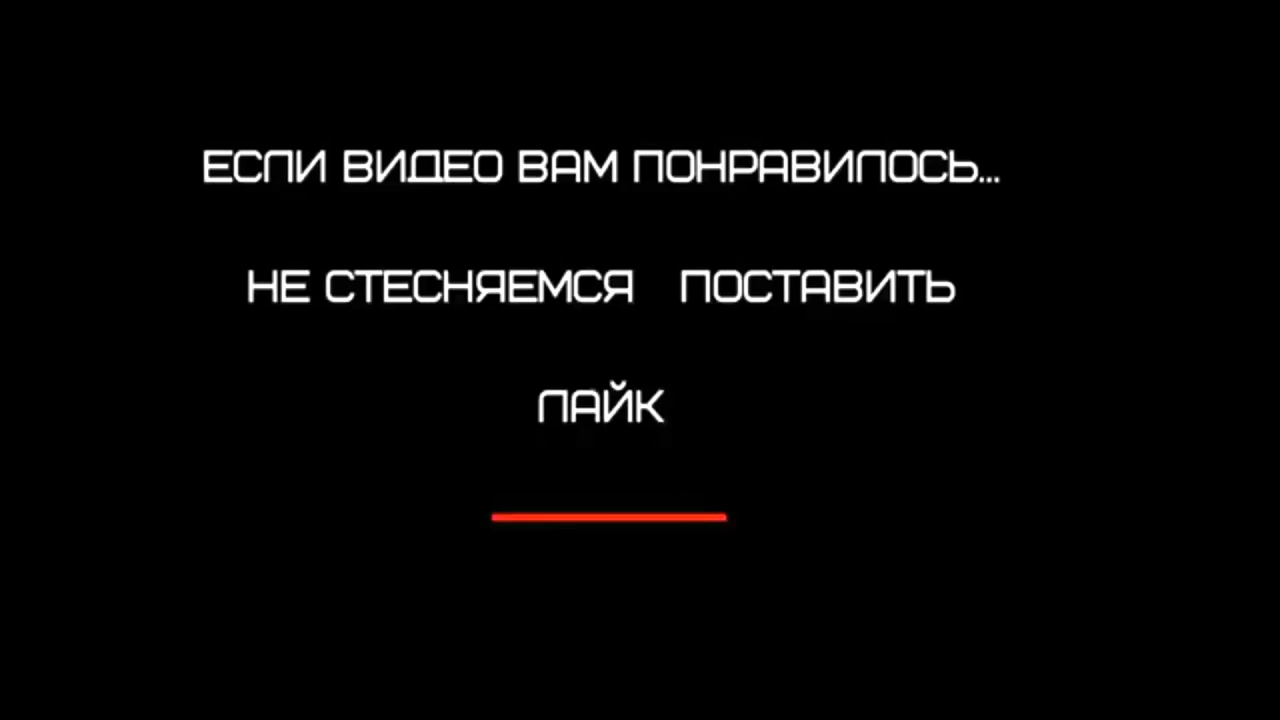 ЕСЛИ ВИДЕО ВАМ ПОНРАВИЛОСЬ...
НЕ СТЕСНЯЕМСЯ ПОСТАВИТЬ
ЛАЙК